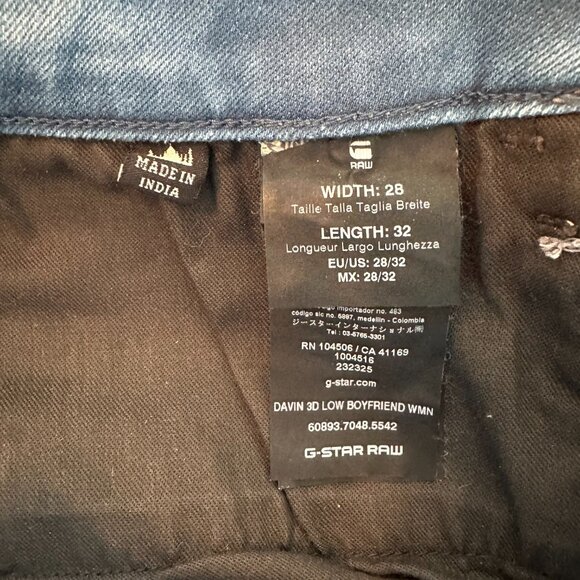 MADE IN
INDIA
RAW
WIDTH: 28
Taille Talla Taglia Breite
LENGTH: 32
Longueur Largo Lunghezza
EU/US: 28/32
MX: 28/32
importador no. 463
código sic no. 6897, medellin - Colombia
ジースターインターナショナル㈱
Tel : 03-5765-3301
RN 104506 / CA 41169
1004516
232325
g-star.com
DAVIN 3D LOW BOYFRIEND WMN
60893.7048.5542
G-STAR RAW